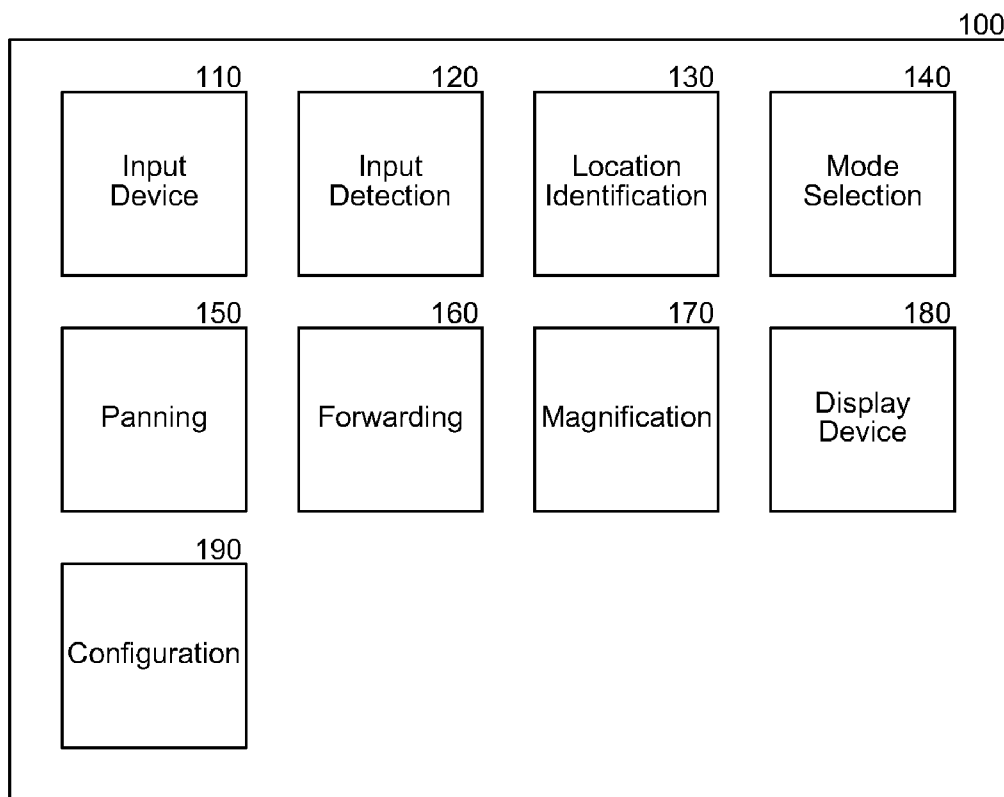 100
110
120
130
140
Input
Device
Input
Detection
Location
Identification
Mode
Selection
150
160
170
180
Panning
Forwarding
Magnification
Display
Device
190
Configuration